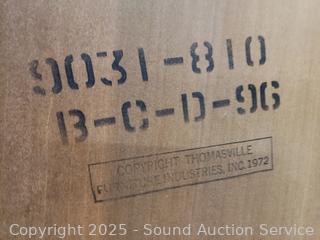 9031-810
B-C-D-96
COPYRIGHT THOMASVILLE
FURNITURE INDUSTRIES, INC. 1972
Copyright 2025 - Sound Auction Service